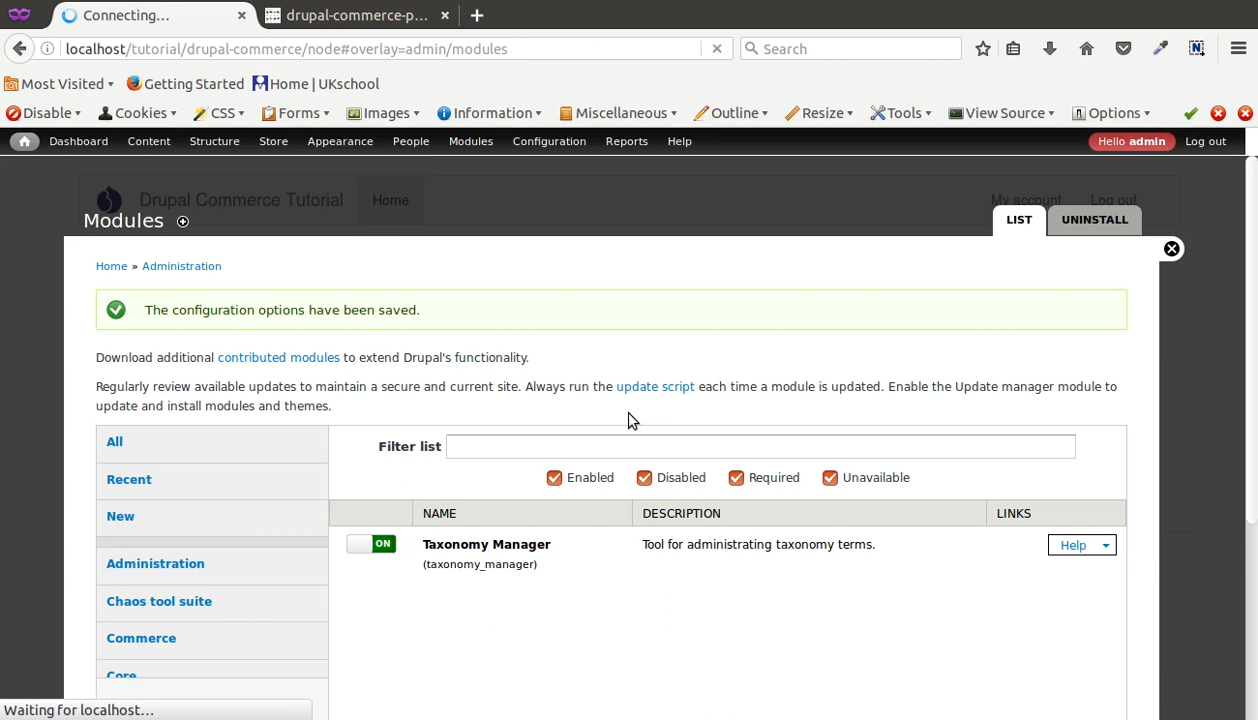 Connecting...
drupal-commerce-p...
localhost/tutorial/drupal-commerce/node#overlay=admin/modules
Search
Most Visited
Getting Started
Home | UKschool
Disable
Cookies
CSS
Forms
Images
Information
Miscellaneous
Outline
Resize
Tools
View Source
Options
Dashboard
Content
Structure
Store
Appearance
People
Modules
Configuration
Reports
Help
Hello admin
Log out
Drupal Commerce Tutorial
Home
My account
Log out
Modules
LIST
UNINSTALL
Home » Administration
The configuration options have been saved.
Download additional contributed modules to extend Drupal's functionality.
Regularly review available updates to maintain a secure and current site. Always run the update script each time a module is updated. Enable the Update manager module to
update and install modules and themes.
All
Recent
New
Administration
Chaos tool suite
Commerce
Core
Filter list
Enabled
Disabled
Required
Unavailable
NAME
DESCRIPTION
LINKS
ON
Taxonomy Manager
(taxonomy_manager)
Tool for administrating taxonomy terms.
Help
Waiting for localhost...